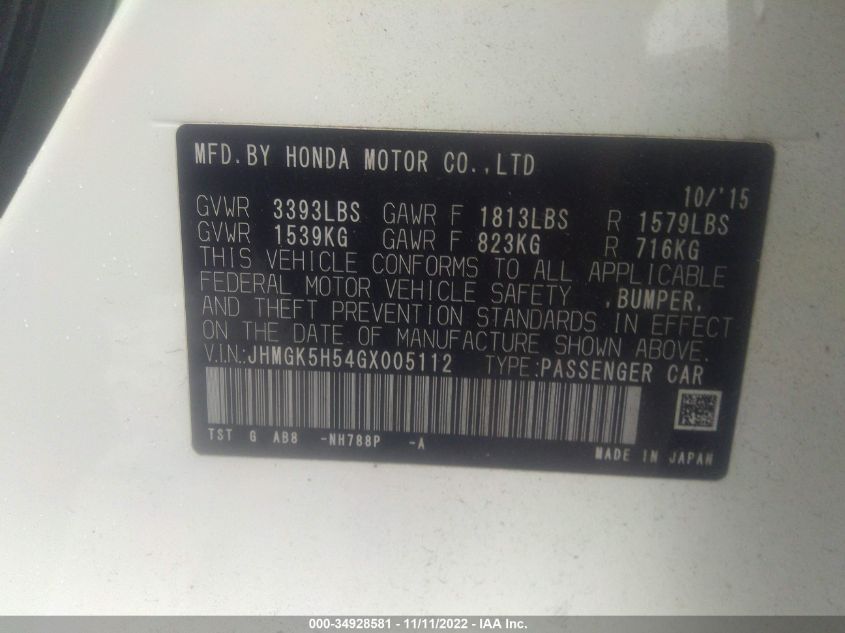 MFD.BY HONDA MOTOR CO.,LTD
10/'15
GVWR 3393LBS GAWR F 1813LBS R 1579LBS
GVWR 1539KG GAWR F 823KG R 716KG
THIS VEHICLE CONFORMS TO ALL APPLICABLE
FEDERAL MOTOR VEHICLE SAFETY ,BUMPER,
AND THEFT PREVENTION STANDARDS IN EFFECT
ON THE DATE OF MANUFACTURE SHOWN ABOVE.
V.IN:JHMGK5H54GX005112 TYPE:PASSENGER CAR
TST G AB8 -NH788P -A
MADE IN JAPAN
000-34928581 - 11/11/2022 - IAA Inc.